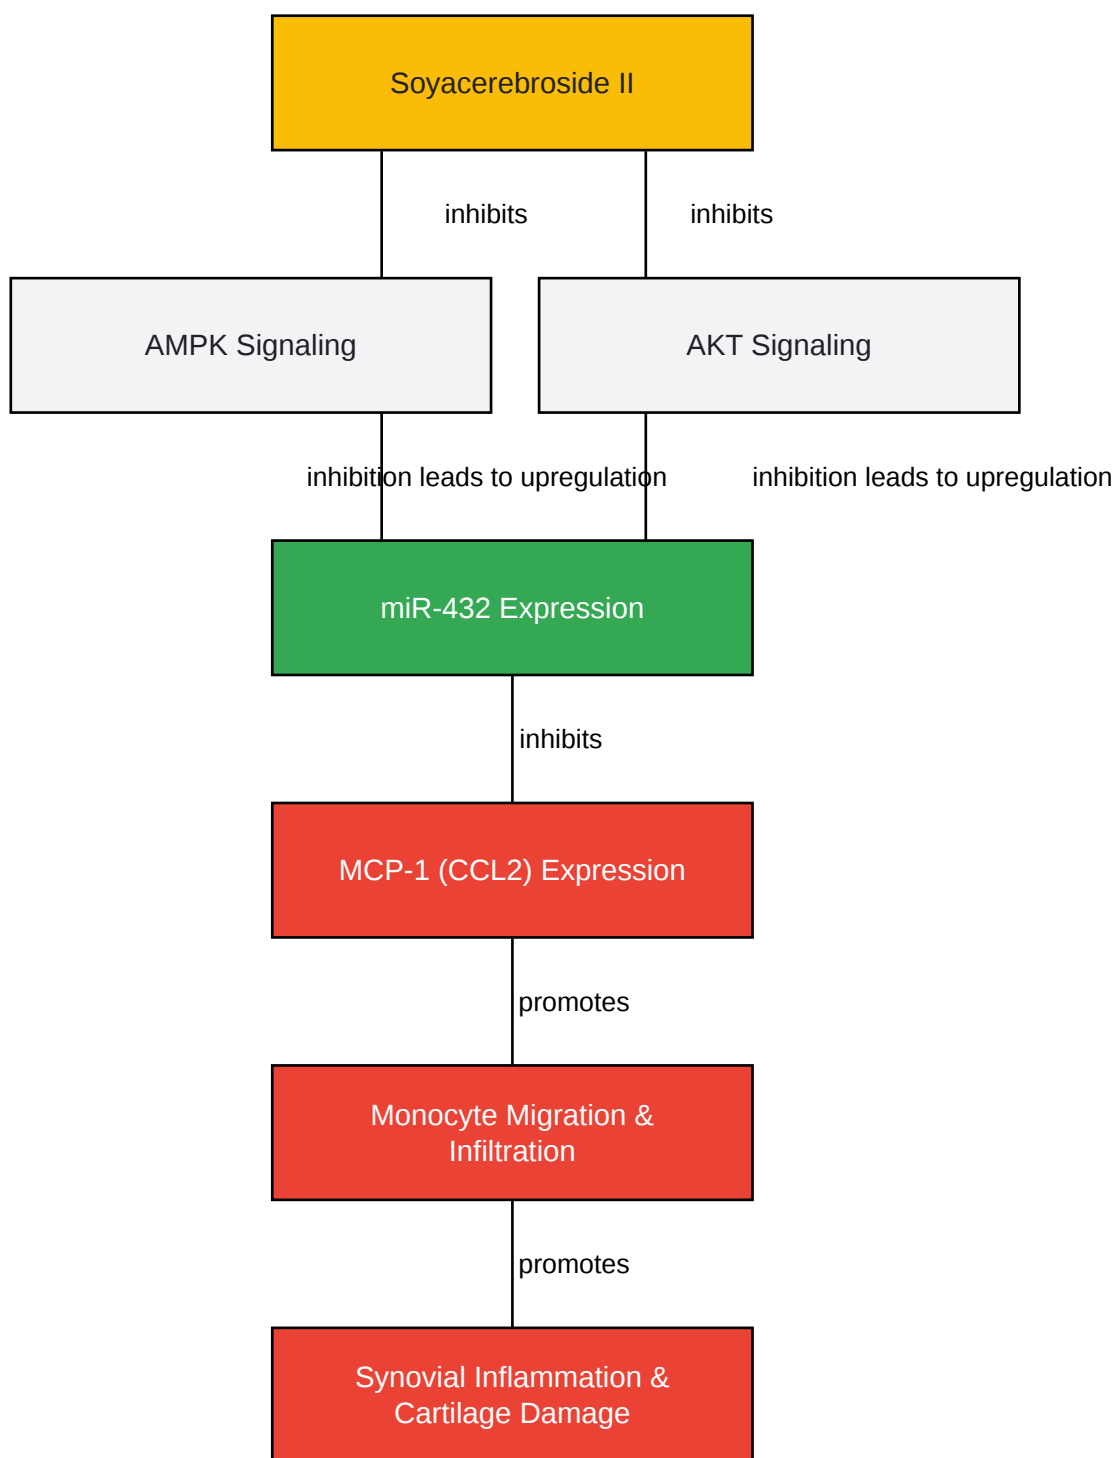 Soyacerebroside II
inhibits
inhibits
AMPK Signaling
AKT Signaling
inhibition leads to upregulation
inhibition leads to upregulation
miR-432 Expression
inhibits
MCP-1 (CCL2) Expression
promotes
Monocyte Migration &
Infiltration
promotes
Synovial Inflammation &
Cartilage Damage